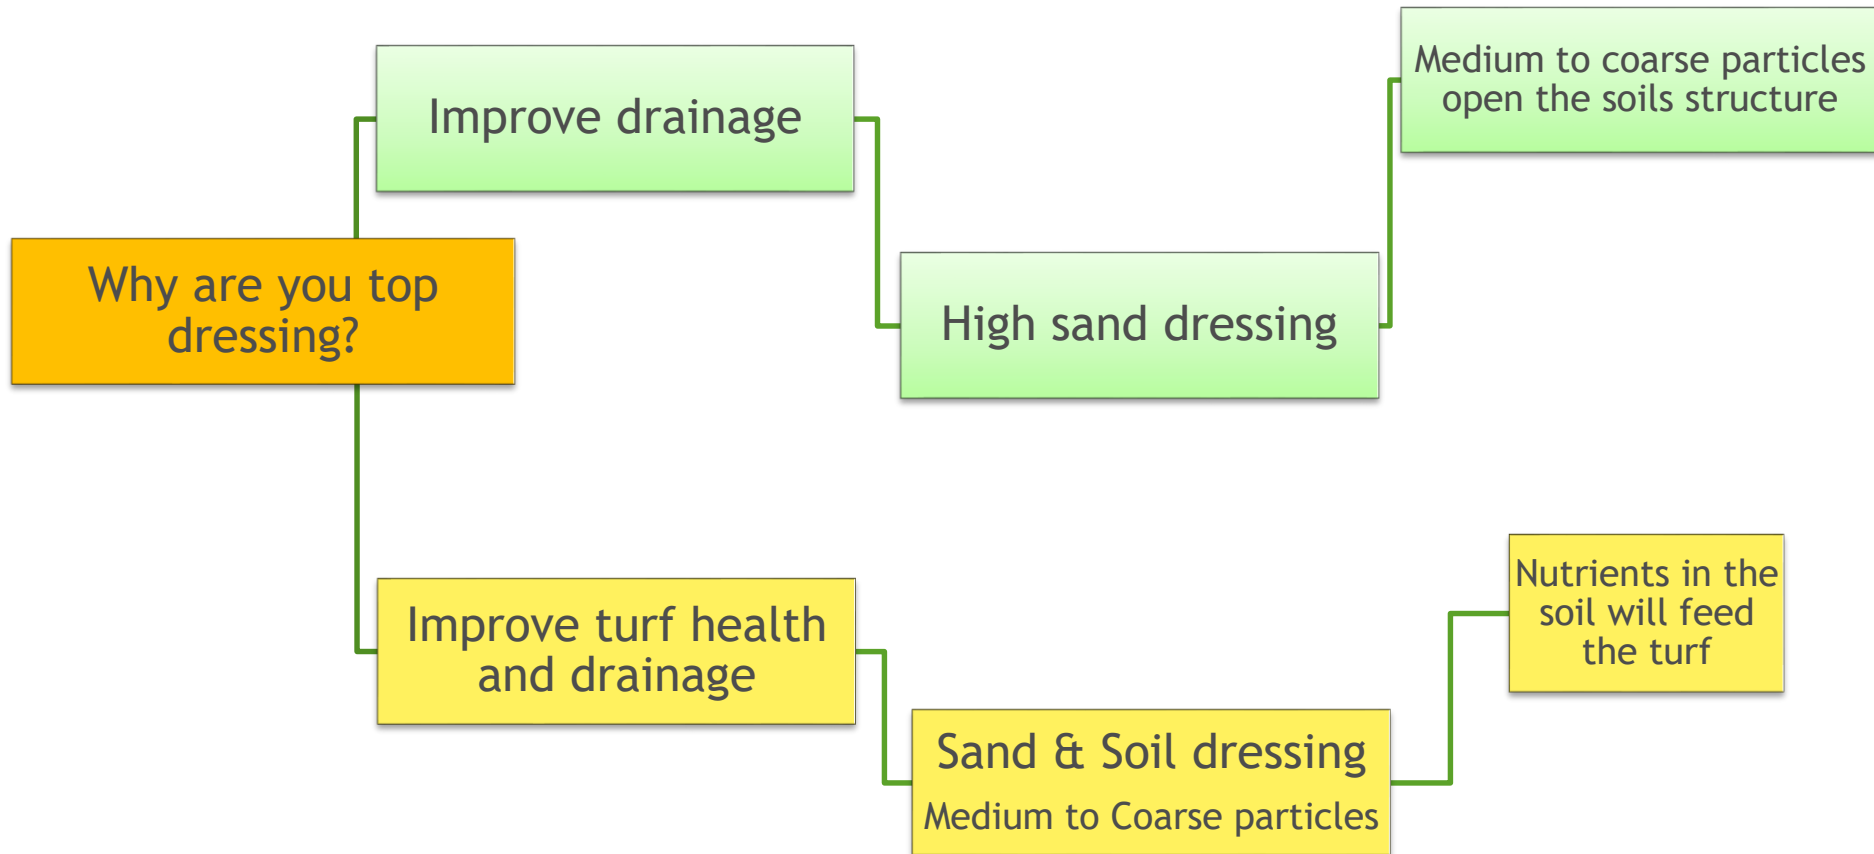 Why are you top
dressing?
Improve drainage
High sand dressing
Medium to coarse particles
open the soils structure
Improve turf health
and drainage
Sand & Soil dressing
Medium to Coarse particles
Nutrients in the
soil will feed
the turf